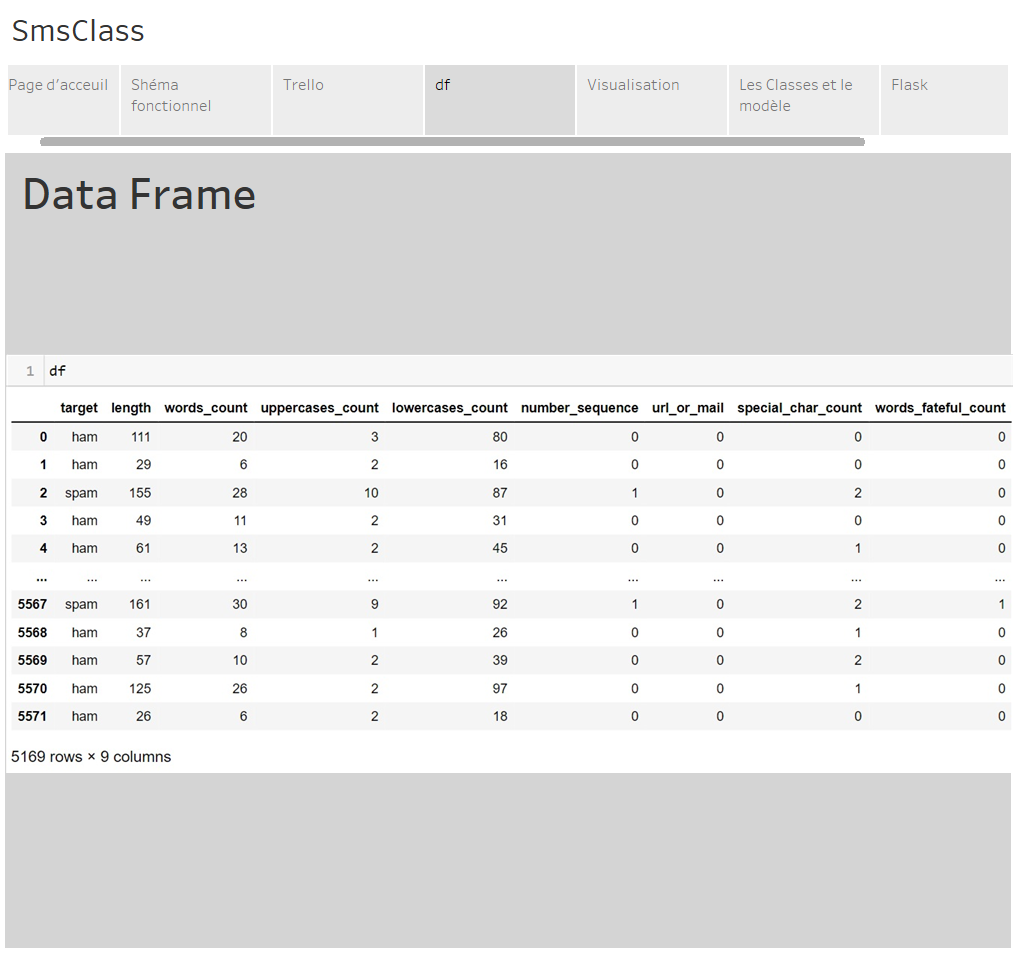 SmsClass
Page d'acceuil
Shéma
fonctionnel
Trello
df
Visualisation
Les Classes et le
modèle
Flask
Data Frame
1 df
target length words_count uppercases_count lowercases_count number_sequence url_or_mail special_char_count words_fateful_count
0 ham 111 20 3 80 0 0 0 0
1 ham 29 6 2 16 0 0 0 0
2 spam 155 28 10 87 1 0 2 0
3 ham 49 11 2 31 0 0 0 0
4 ham 61 13 2 45 0 0 1 0
... ... ... ... ... ... ... ... ... ...
5567 spam 161 30 9 92 1 0 2 1
5568 ham 37 8 1 26 0 0 1 0
5569 ham 57 10 2 39 0 0 2 0
5570 ham 125 26 2 97 0 0 1 0
5571 ham 26 6 2 18 0 0 0 0
5169 rows × 9 columns